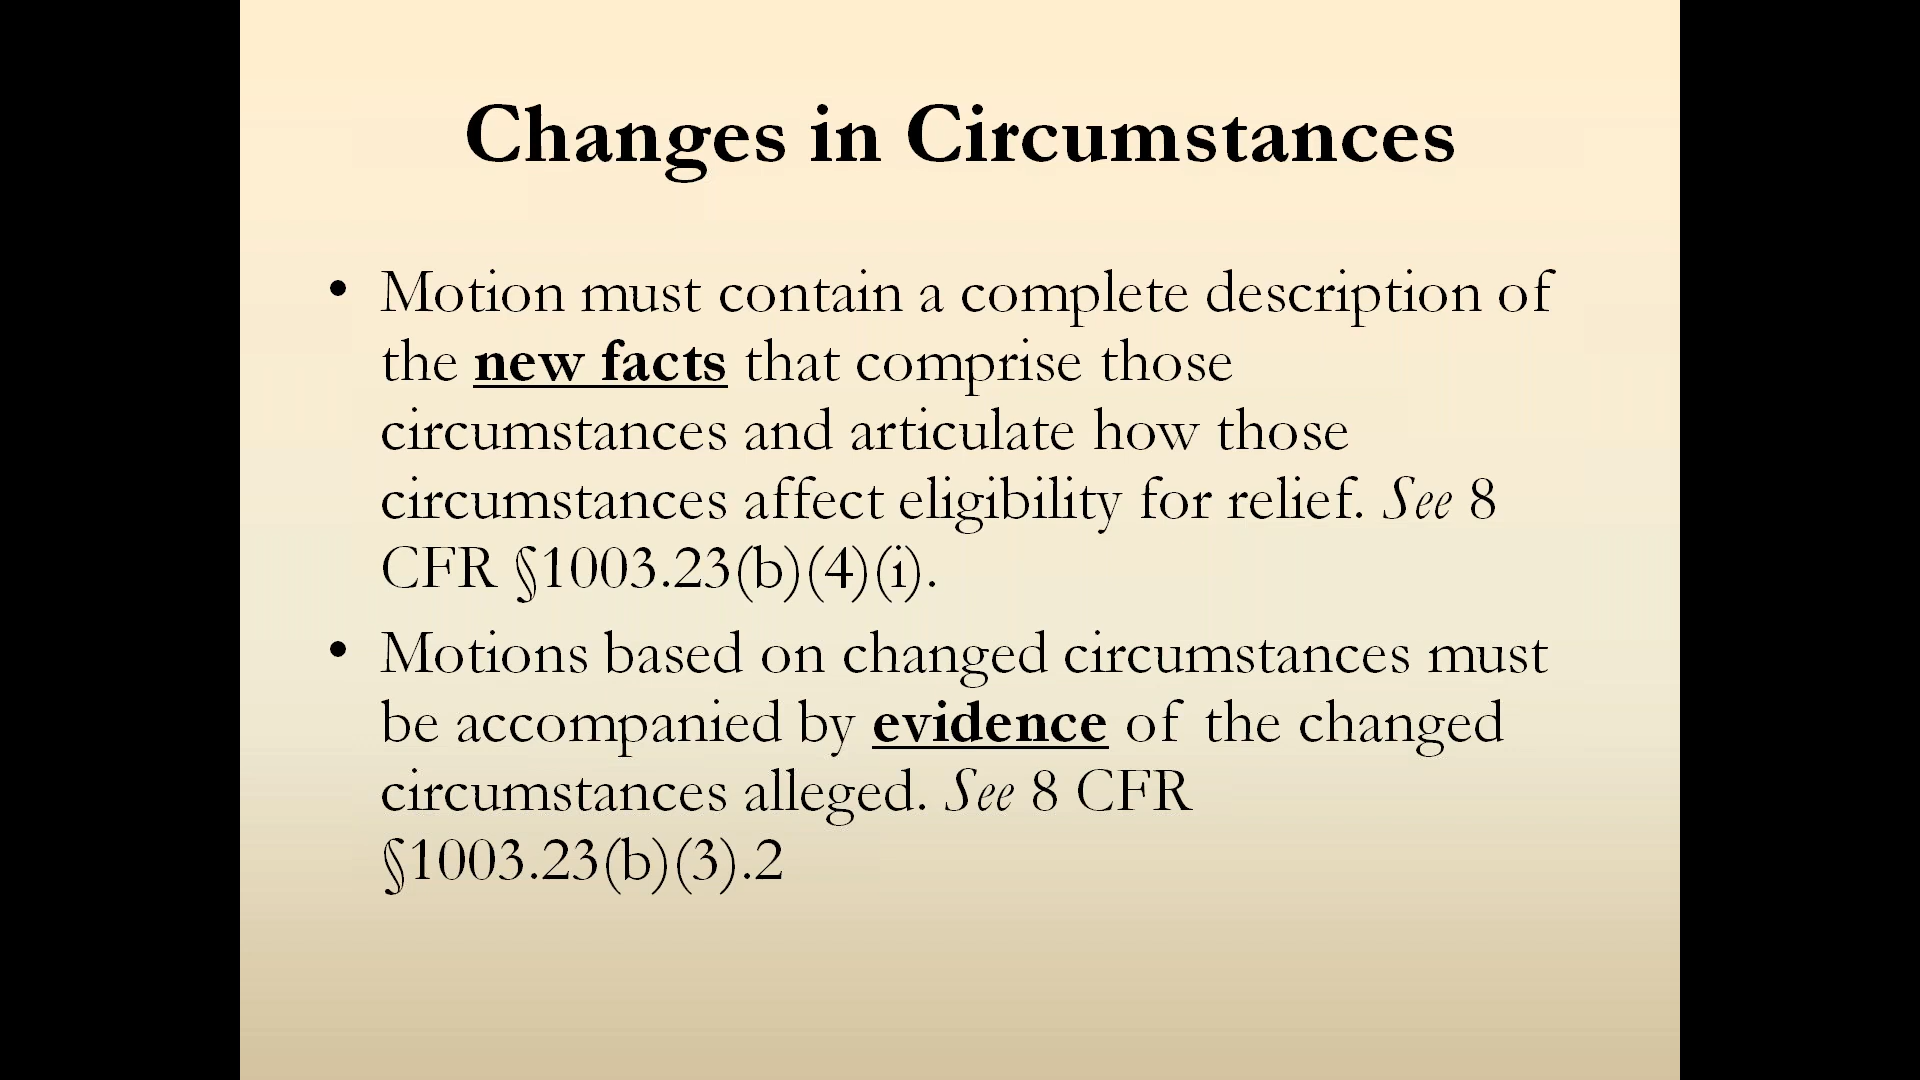 Changes in Circumstances
• Motion must contain a complete description of
the new facts that comprise those
circumstances and articulate how those
circumstances affect eligibility for relief. See 8
CFR §1003.23(b)(4)(i).
• Motions based on changed circumstances must
be accompanied by evidence of the changed
circumstances alleged. See 8 CFR
§1003.23(b)(3).2